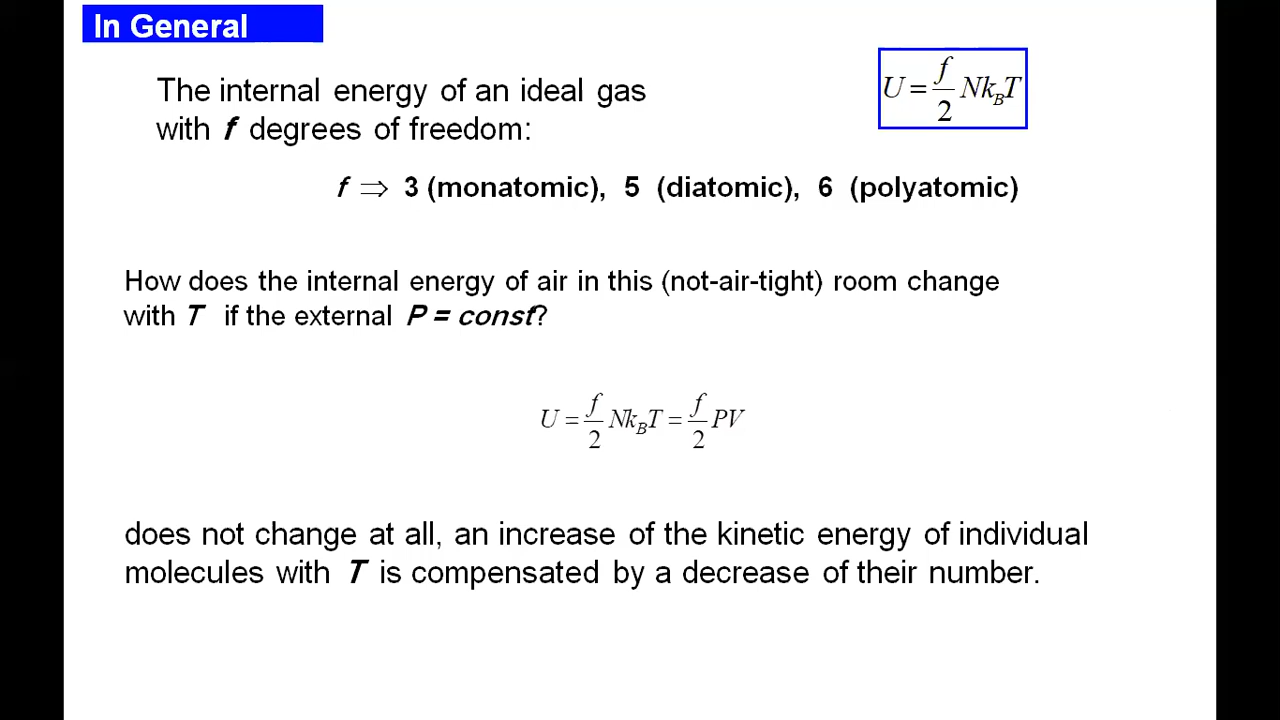 In General
The internal energy of an ideal gas
with f degrees of freedom:
U = f/2 Nk_BT
f ⇒ 3 (monatomic), 5 (diatomic), 6 (polyatomic)
How does the internal energy of air in this (not-air-tight) room change
with T if the external P = const?
U = f/2 Nk_BT = f/2 PV
does not change at all, an increase of the kinetic energy of individual
molecules with T is compensated by a decrease of their number.